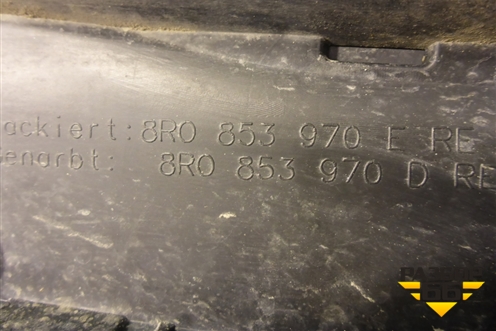 ackiert: 8R0 853 970 E RE
enarbt: 8R0 853 970 D RE